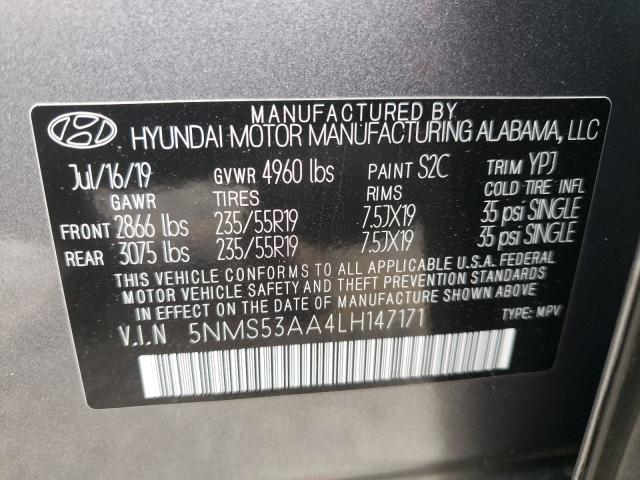 MANUFACTURED BY
HYUNDAI MOTOR MANUFACTURING ALABAMA, LLC
Jul/16/19 GVWR 4960 lbs PAINT S2C TRIM YPJ
GAWR TIRES RIMS COLD TIRE INFL
FRONT 2866 lbs 235/55R19 7.5JX19 35 psi SINGLE
REAR 3075 lbs 235/55R19 7.5JX19 35 psi SINGLE
THIS VEHICLE CONFORMS TO ALL APPLICABLE U.S.A. FEDERAL
MOTOR VEHICLE SAFETY AND THEFT PREVENTION STANDARDS
IN EFFECT ON THE DATE OF MANUFACTURE SHOWN ABOVE.
V.I.N 5NMS53AA4LH147171 TYPE: MPV